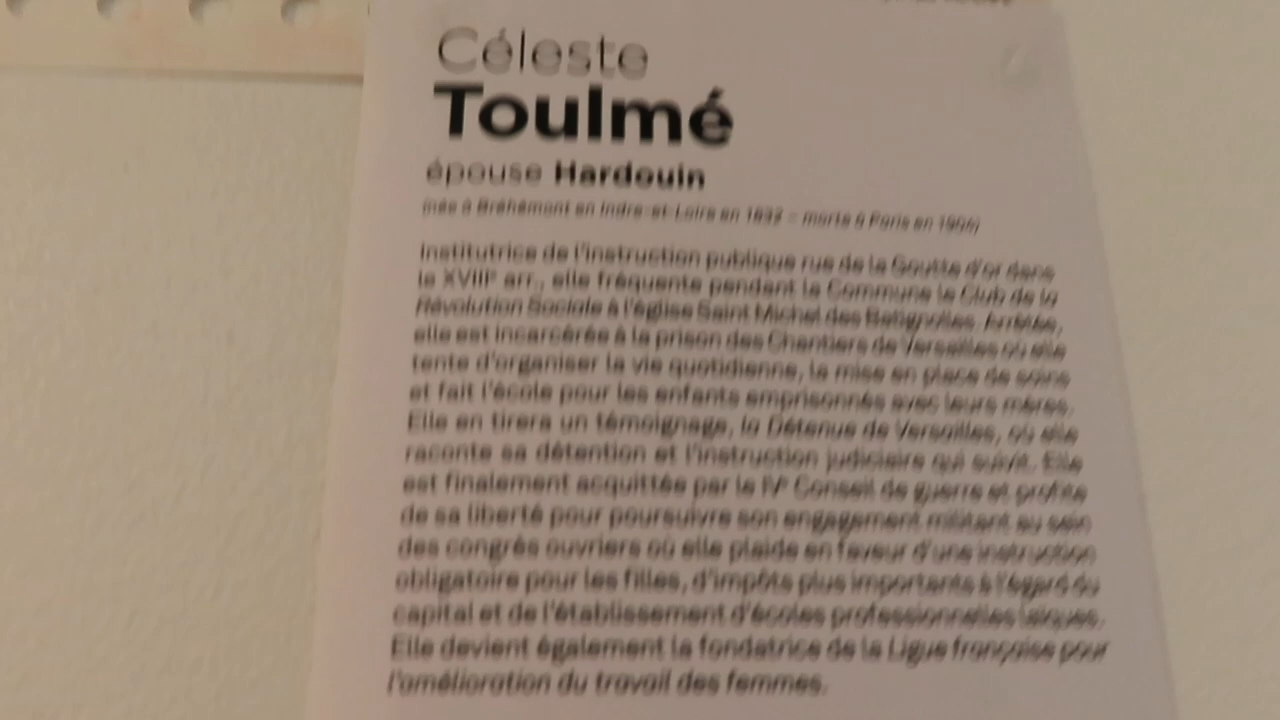 Céleste
Toulmé
épouse Hardouin
(née à Bréhémont en Indre-et-Loire en – morte à Paris en
Institutrice de l'instruction publique rue de la Goutte d'or dans
le XVIIIe arr., elle fréquente pendant la Commune le Club de la
Révolution Sociale à l'église Saint Michel des Batignolles. Arrêtée,
elle est incarcérée à la prison des Chantiers de Versailles où elle
tente d'organiser la vie quotidienne, la mise en place de soins
et fait l'école pour les enfants emprisonnés avec leurs mères.
Elle en tirera un témoignage, la Détenue de Versailles, où elle
raconte sa détention et l'instruction judiciaire qui suivit. Elle
est finalement acquittée par le IVe Conseil de guerre et profite
de sa liberté pour poursuivre son engagement militant au sein
des congrès ouvriers où elle plaide en faveur d'une instruction
obligatoire pour les filles, d'impôts plus importants à l'égard du
capital et de l'établissement d'écoles professionnelles laïques.
Elle devient également la fondatrice de la Ligue française pour
l'amélioration du travail des femmes.